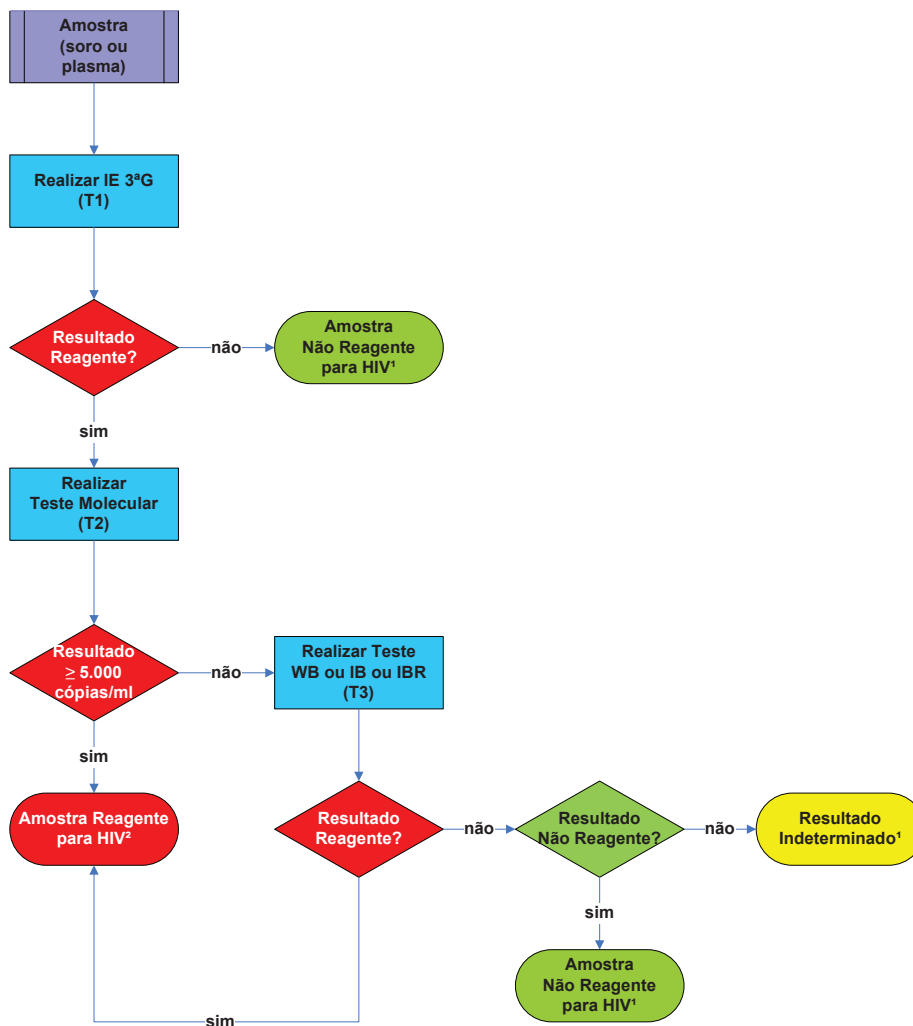 Amostra
(soro ou
plasma)
Realizar IE 3ªG
(T1)
Resultado
Reagente?
não
Amostra
Não Reagente
para HIV¹
sim
Realizar
Teste Molecular
(T2)
Resultado
≥ 5.000
cópias/ml
não
Realizar Teste
WB ou IB ou IBR
(T3)
sim
Amostra Reagente
para HIV²
Resultado
Reagente?
não
Resultado
Não Reagente?
não
Resultado
Indeterminado¹
sim
Amostra
Não Reagente
para HIV¹
sim